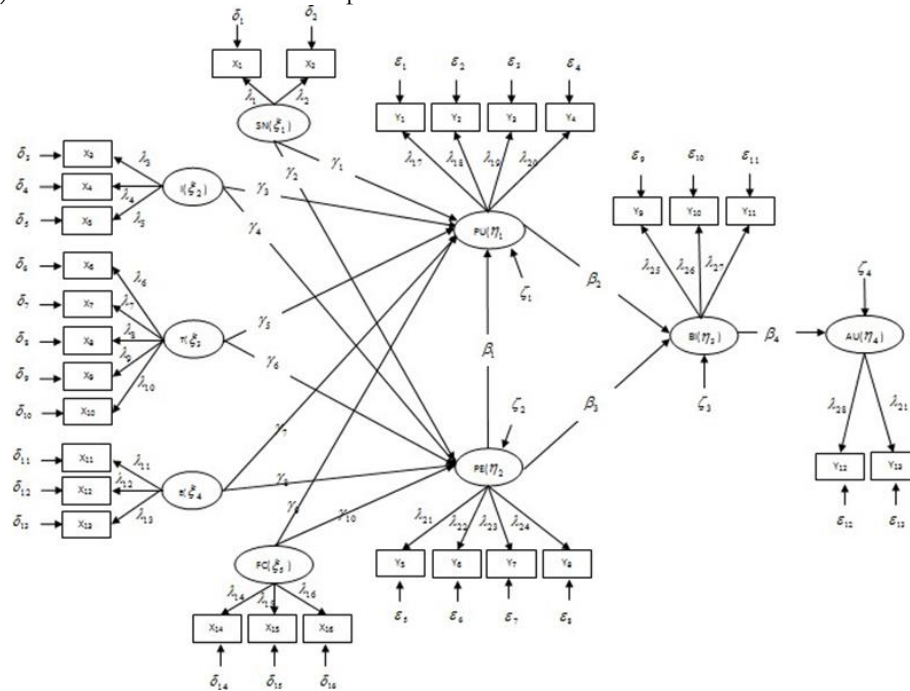 δ₁ δ₂
X₁ X₂
λ₁ λ₂
SN(ξ₁)
ε₁ ε₂ ε₃ ε₄
Y₁ Y₂ Y₃ Y₄
λ₁₇ λ₁₈ λ₁₉ λ₂₀
δ₃ X₃ λ₃
δ₄ X₄ λ₄
δ₅ X₅ λ₅
I(ξ₂)
γ₁
γ₂
γ₃
γ₄
ε₉ ε₁₀ ε₁₁
Y₉ Y₁₀ Y₁₁
λ₂₅ λ₂₆ λ₂₇
PU(η₁
ζ₁
β₂
δ₆ X₆ λ₆
δ₇ X₇ λ₇
δ₈ X₈ λ₈
δ₉ X₉ λ₉
δ₁₀ X₁₀ λ₁₀
T(ξ₃
γ₅
γ₆
β₁
BI(η₃)
ζ₃
β₄
ζ₄
AU(η₄)
λ₂₈ λ₂₁
Y₁₂ Y₁₃
ε₁₂ ε₁₃
β₃
ζ₂
PE(η₂
δ₁₁ X₁₁ λ₁₁
δ₁₂ X₁₂ λ₁₂
δ₁₃ X₁₃ λ₁₃
E(ξ₄
γ₇
γ₁₀
λ₂₁ λ₂₂ λ₂₃ λ₂₄
Y₅ Y₆ Y₇ Y₈
ε₅ ε₆ ε₇ ε₈
FC(ξ₅)
λ₁₄ λ₁₅ λ₁₆
X₁₄ X₁₅ X₁₆
δ₁₄ δ₁₅ δ₁₆